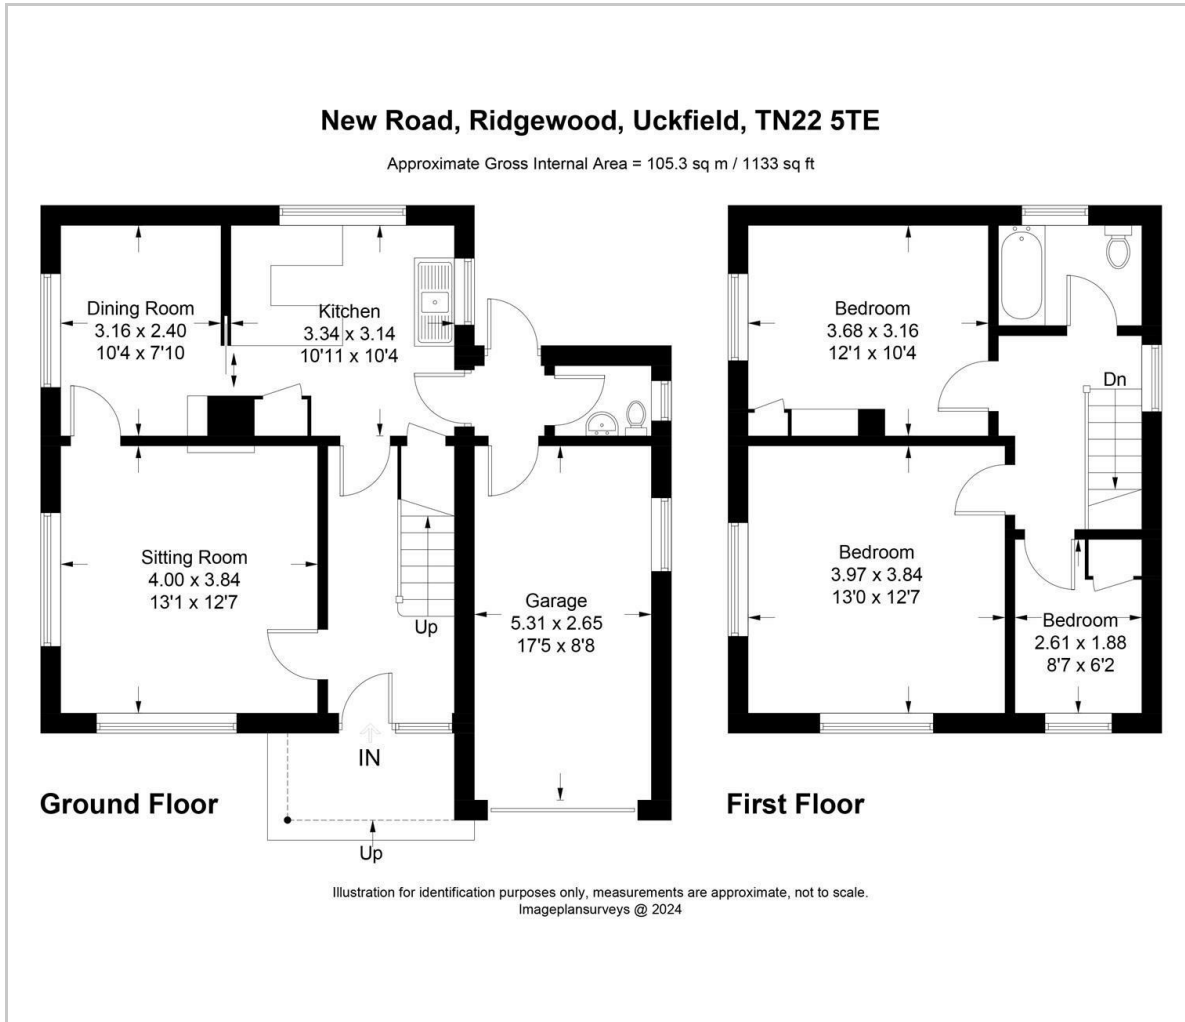 New Road, Ridgewood, Uckfield, TN22 5TE
Approximate Gross Internal Area = 105.3 sq m / 1133 sq ft
Dining Room
3.16 x 2.40
10'4 x 7'10
Kitchen
3.34 x 3.14
10'11 x 10'4
Sitting Room
4.00 x 3.84
13'1 x 12'7
Up
Garage
5.31 x 2.65
17'5 x 8'8
IN
Up
Ground Floor
Bedroom
3.68 x 3.16
12'1 x 10'4
Dn
Bedroom
3.97 x 3.84
13'0 x 12'7
Bedroom
2.61 x 1.88
8'7 x 6'2
First Floor
Illustration for identification purposes only, measurements are approximate, not to scale.
Imageplansurveys @ 2024